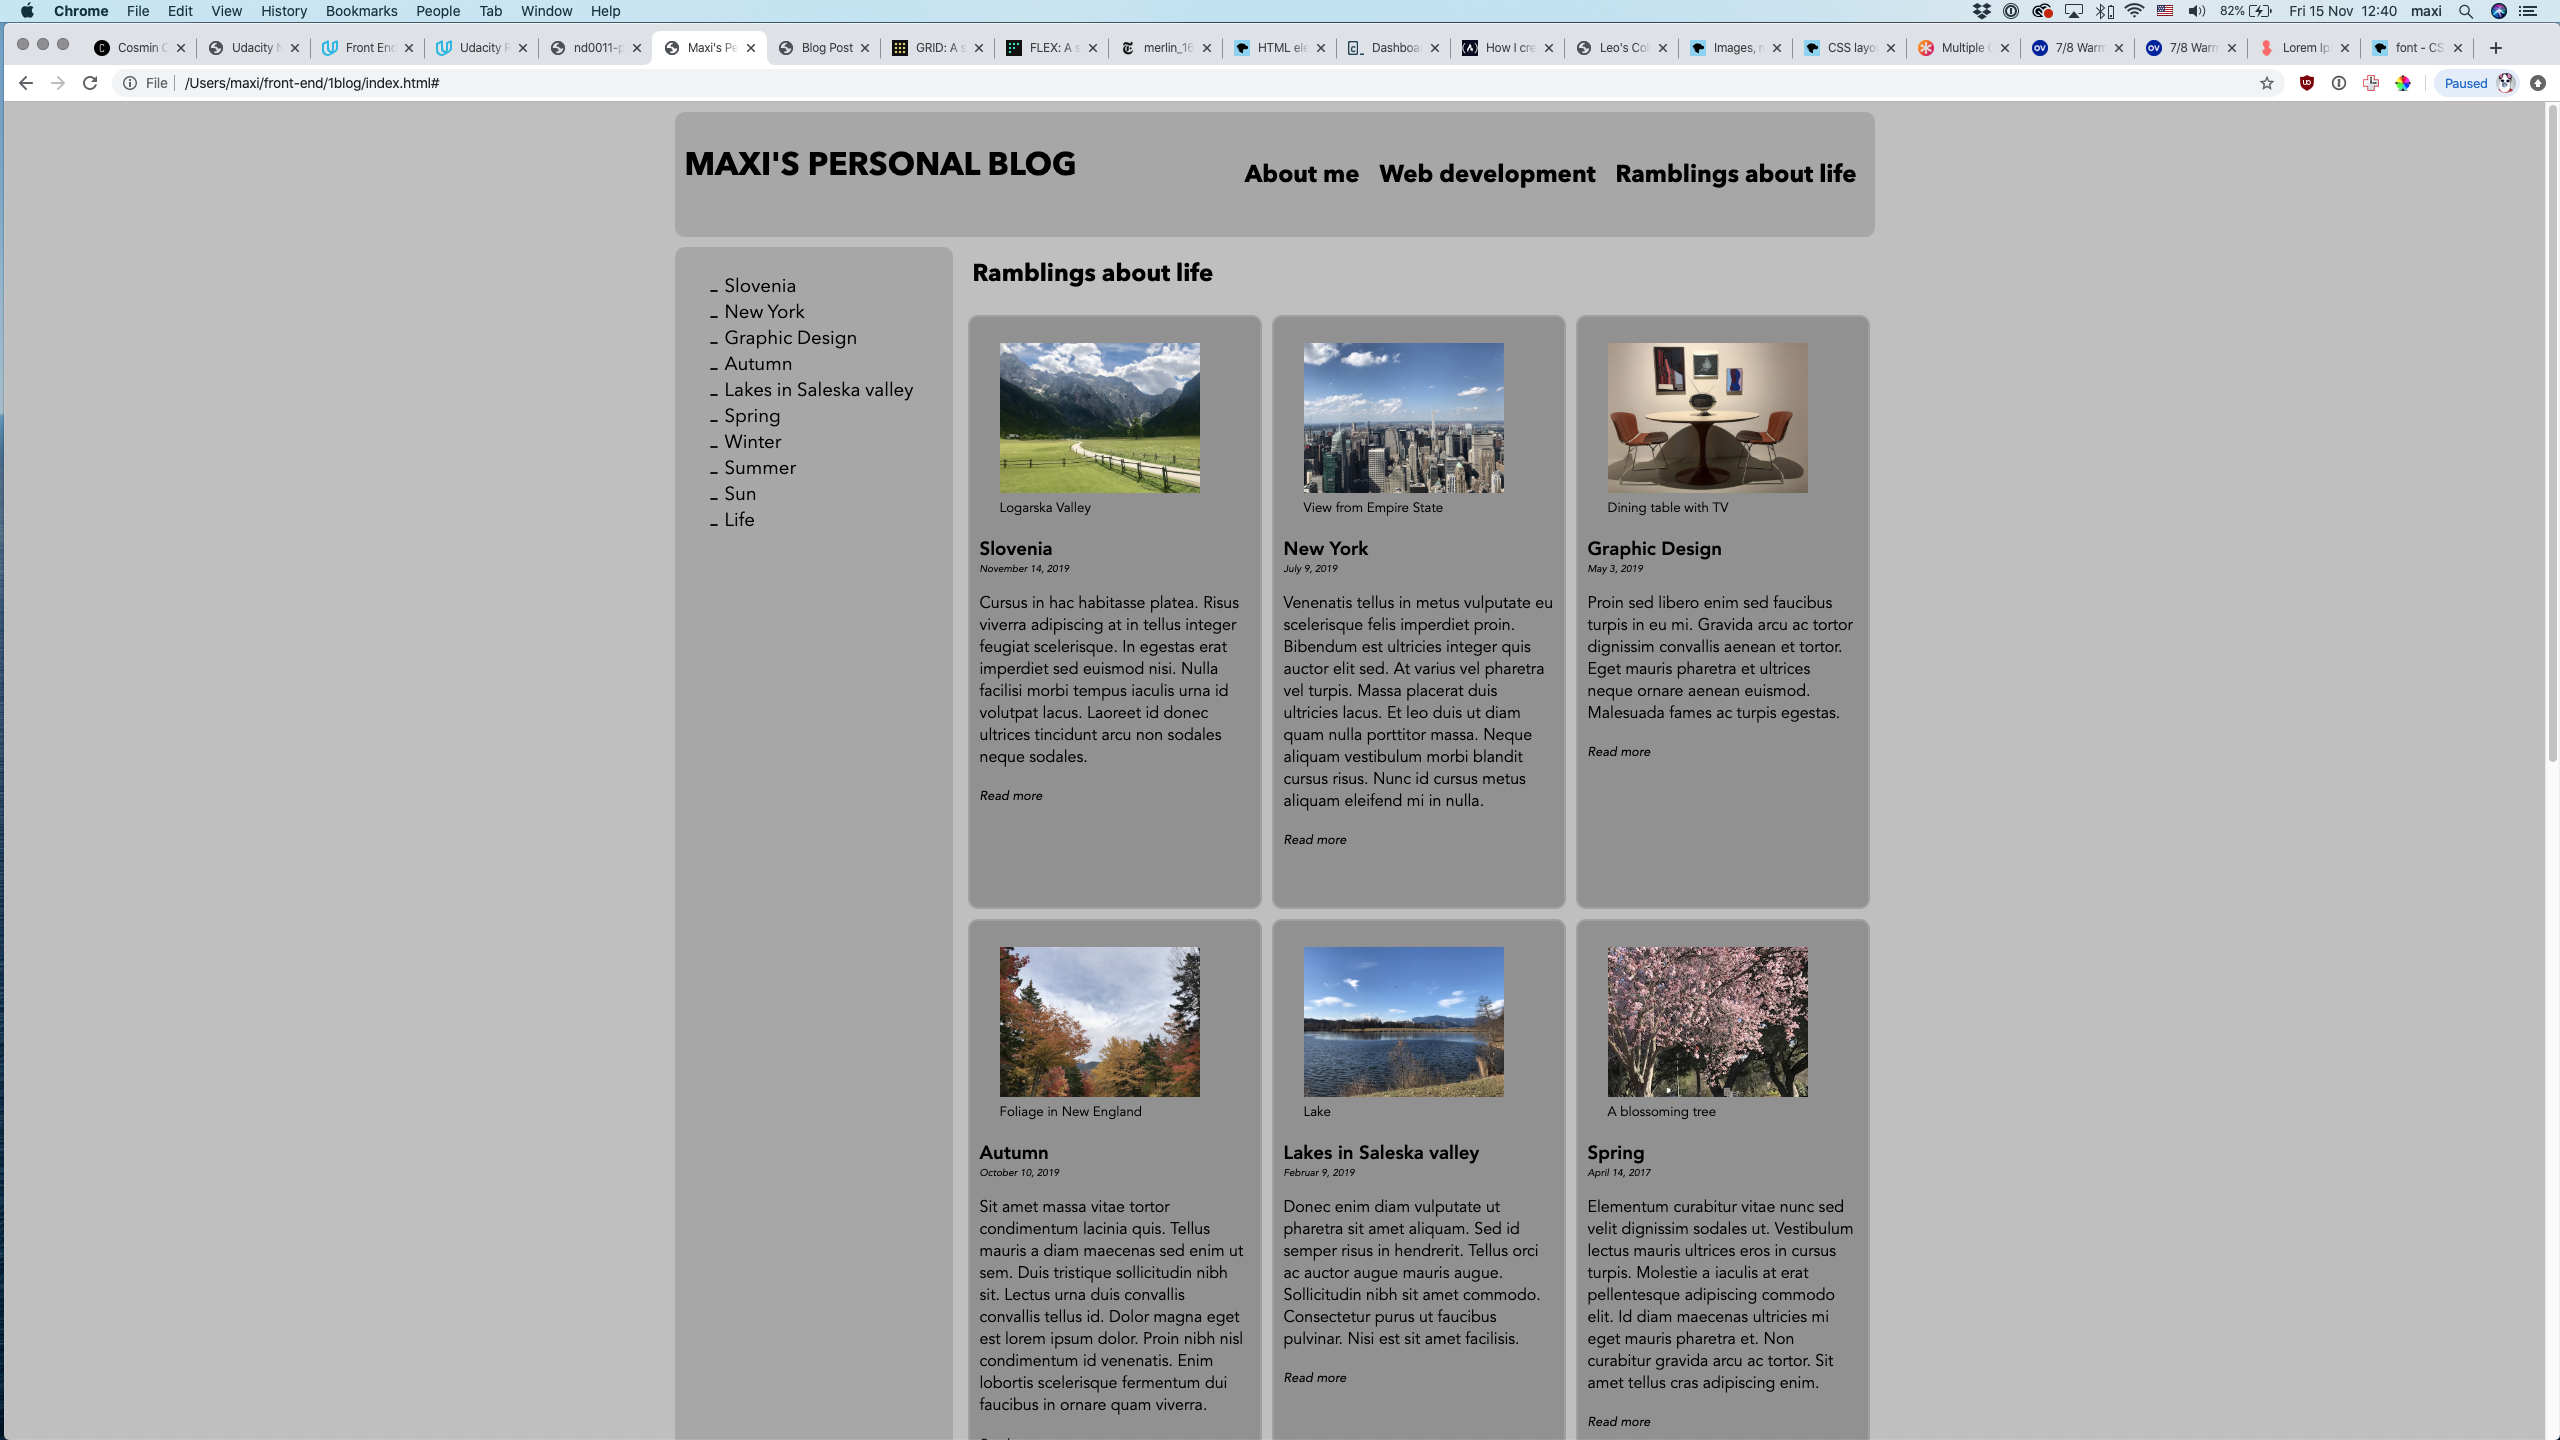 Chrome File Edit View History Bookmarks People Tab Window Help 82% Fri 15 Nov 12:40 maxi
Cosmin Udacity Front End Udacity nd0011-p Maxi's Pe Blog Post GRID: A s FLEX: A s merlin_16 HTML ele Dashboa How I cre Leo's Col Images, CSS layo Multiple 7/8 Warm 7/8 Warm Lorem Ip font - CS
File /Users/maxi/front-end/1blog/index.html# Paused
MAXI'S PERSONAL BLOG
About me Web development Ramblings about life
_ Slovenia
_ New York
_ Graphic Design
_ Autumn
_ Lakes in Saleska valley
_ Spring
_ Winter
_ Summer
_ Sun
_ Life
Ramblings about life
Logarska Valley
Slovenia
November 14, 2019
Cursus in hac habitasse platea. Risus
viverra adipiscing at in tellus integer
feugiat scelerisque. In egestas erat
imperdiet sed euismod nisi. Nulla
facilisi morbi tempus iaculis urna id
volutpat lacus. Laoreet id donec
ultrices tincidunt arcu non sodales
neque sodales.
Read more
View from Empire State
New York
July 9, 2019
Venenatis tellus in metus vulputate eu
scelerisque felis imperdiet proin.
Bibendum est ultricies integer quis
auctor elit sed. At varius vel pharetra
vel turpis. Massa placerat duis
ultricies lacus. Et leo duis ut diam
quam nulla porttitor massa. Neque
aliquam vestibulum morbi blandit
cursus risus. Nunc id cursus metus
aliquam eleifend mi in nulla.
Read more
Dining table with TV
Graphic Design
May 3, 2019
Proin sed libero enim sed faucibus
turpis in eu mi. Gravida arcu ac tortor
dignissim convallis aenean et tortor.
Eget mauris pharetra et ultrices
neque ornare aenean euismod.
Malesuada fames ac turpis egestas.
Read more
Foliage in New England
Autumn
October 10, 2019
Sit amet massa vitae tortor
condimentum lacinia quis. Tellus
mauris a diam maecenas sed enim ut
sem. Duis tristique sollicitudin nibh
sit. Lectus urna duis convallis
convallis tellus id. Dolor magna eget
est lorem ipsum dolor. Proin nibh nisl
condimentum id venenatis. Enim
lobortis scelerisque fermentum dui
faucibus in ornare quam viverra.
Lake
Lakes in Saleska valley
Februar 9, 2019
Donec enim diam vulputate ut
pharetra sit amet aliquam. Sed id
semper risus in hendrerit. Tellus orci
ac auctor augue mauris augue.
Sollicitudin nibh sit amet commodo.
Consectetur purus ut faucibus
pulvinar. Nisi est sit amet facilisis.
Read more
A blossoming tree
Spring
April 14, 2017
Elementum curabitur vitae nunc sed
velit dignissim sodales ut. Vestibulum
lectus mauris ultrices eros in cursus
turpis. Molestie a iaculis at erat
pellentesque adipiscing commodo
elit. Id diam maecenas ultricies mi
eget mauris pharetra et. Non
curabitur gravida arcu ac tortor. Sit
amet tellus cras adipiscing enim.
Read more